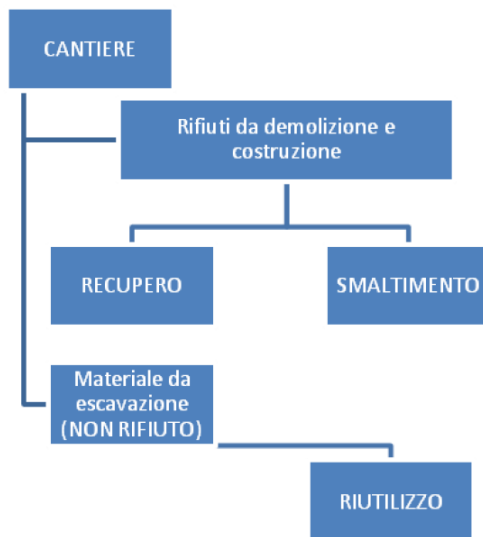 CANTIERE
Rifiuti da demolizione e
costruzione
RECUPERO
SMALTIMENTO
Materiale da
escavazione
(NON RIFIUTO)
RIUTILIZZO